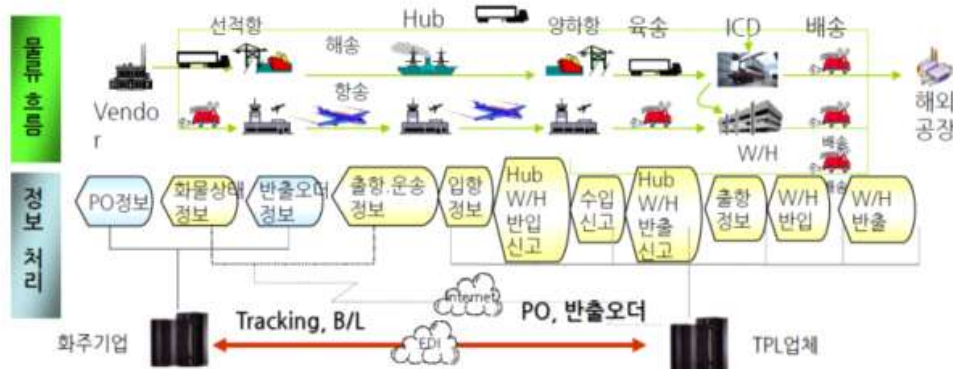 물류 흐름
선적항
해송
Hub
양하항
육송
ICD
배송
Vendo
r
항송
W/H
배송
배송
해외
공장
정보 처리
PO정보
화물상태
정보
반출오더
정보
출항.운송
정보
입항
정보
Hub
W/H
반입
신고
수입
신고
Hub
W/H
반출
신고
출항
정보
W/H
반입
W/H
반출
Internet
Tracking, B/L
PO, 반출오더
화주기업
EDI
TPL업체